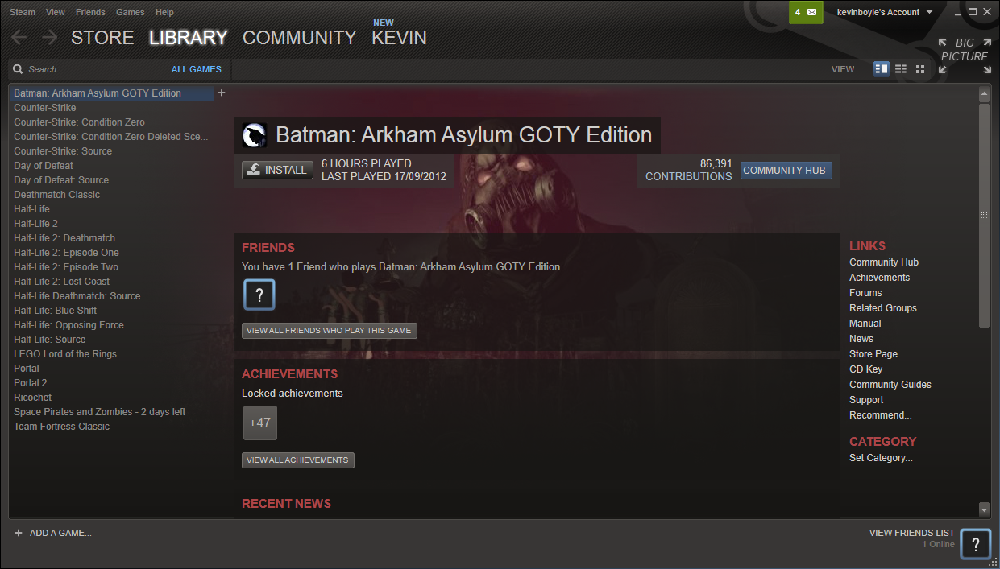 Steam View Friends Games Help
4
kevinboyle's Account
STORE LIBRARY COMMUNITY NEW KEVIN
BIG PICTURE
Search
ALL GAMES
VIEW
Batman: Arkham Asylum GOTY Edition +
Counter-Strike
Counter-Strike: Condition Zero
Counter-Strike: Condition Zero Deleted Sce...
Counter-Strike: Source
Day of Defeat
Day of Defeat: Source
Deathmatch Classic
Half-Life
Half-Life 2
Half-Life 2: Deathmatch
Half-Life 2: Episode One
Half-Life 2: Episode Two
Half-Life 2: Lost Coast
Half-Life Deathmatch: Source
Half-Life: Blue Shift
Half-Life: Opposing Force
Half-Life: Source
LEGO Lord of the Rings
Portal
Portal 2
Ricochet
Space Pirates and Zombies - 2 days left
Team Fortress Classic
Batman: Arkham Asylum GOTY Edition
INSTALL
6 HOURS PLAYED
LAST PLAYED 17/09/2012
86,391
CONTRIBUTIONS
COMMUNITY HUB
FRIENDS
You have 1 Friend who plays Batman: Arkham Asylum GOTY Edition
?
VIEW ALL FRIENDS WHO PLAY THIS GAME
ACHIEVEMENTS
Locked achievements
+47
VIEW ALL ACHIEVEMENTS
RECENT NEWS
LINKS
Community Hub
Achievements
Forums
Related Groups
Manual
News
Store Page
CD Key
Community Guides
Support
Recommend...
CATEGORY
Set Category...
+ ADD A GAME...
VIEW FRIENDS LIST
1 Online
?